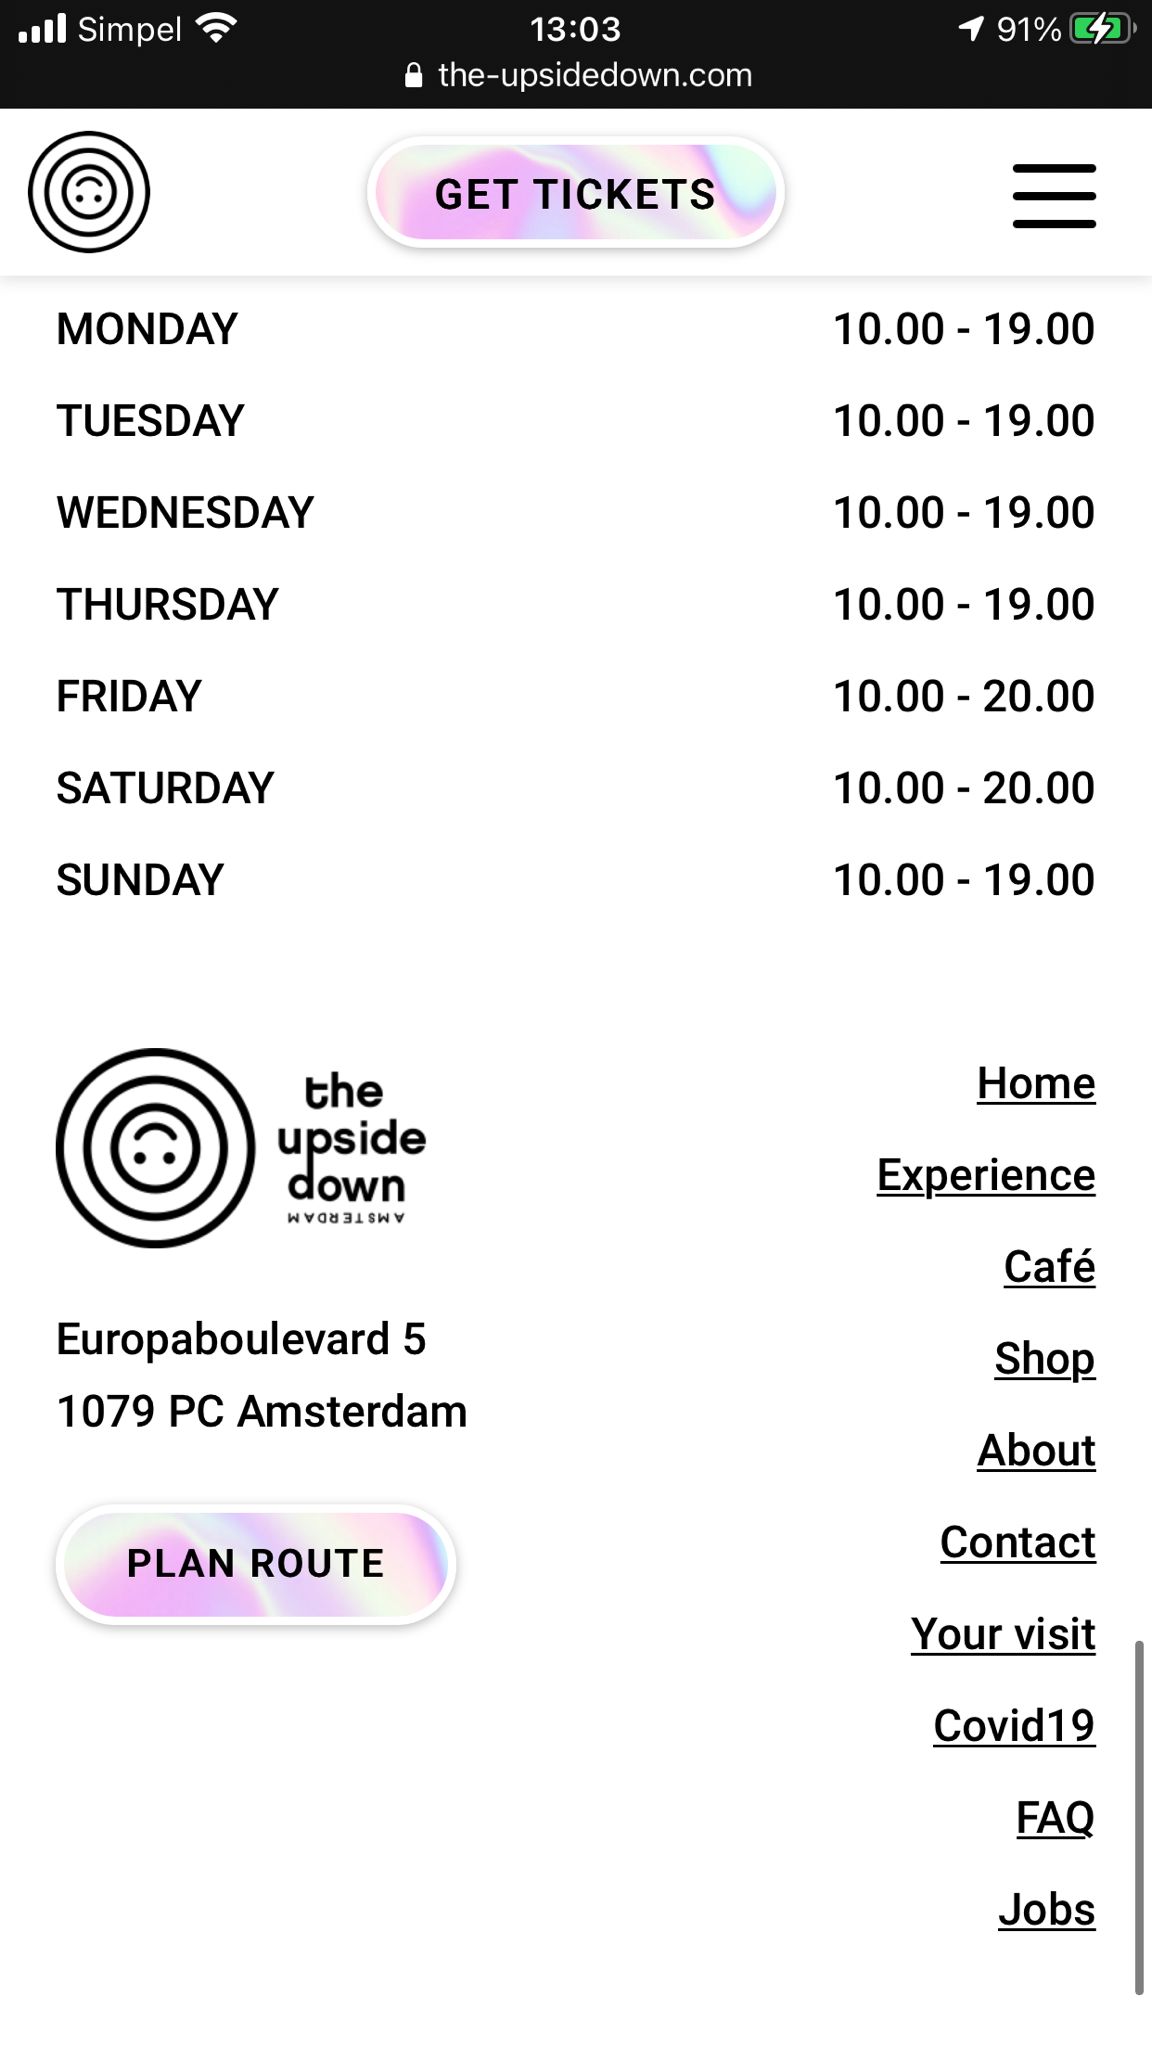 Simpel 13:03 91%
the-upsidedown.com
GET TICKETS
MONDAY 10.00 - 19.00
TUESDAY 10.00 - 19.00
WEDNESDAY 10.00 - 19.00
THURSDAY 10.00 - 19.00
FRIDAY 10.00 - 20.00
SATURDAY 10.00 - 20.00
SUNDAY 10.00 - 19.00
the
upside
down
AMSTERDAM
Europaboulevard 5
1079 PC Amsterdam
PLAN ROUTE
Home
Experience
Café
Shop
About
Contact
Your visit
Covid19
FAQ
Jobs